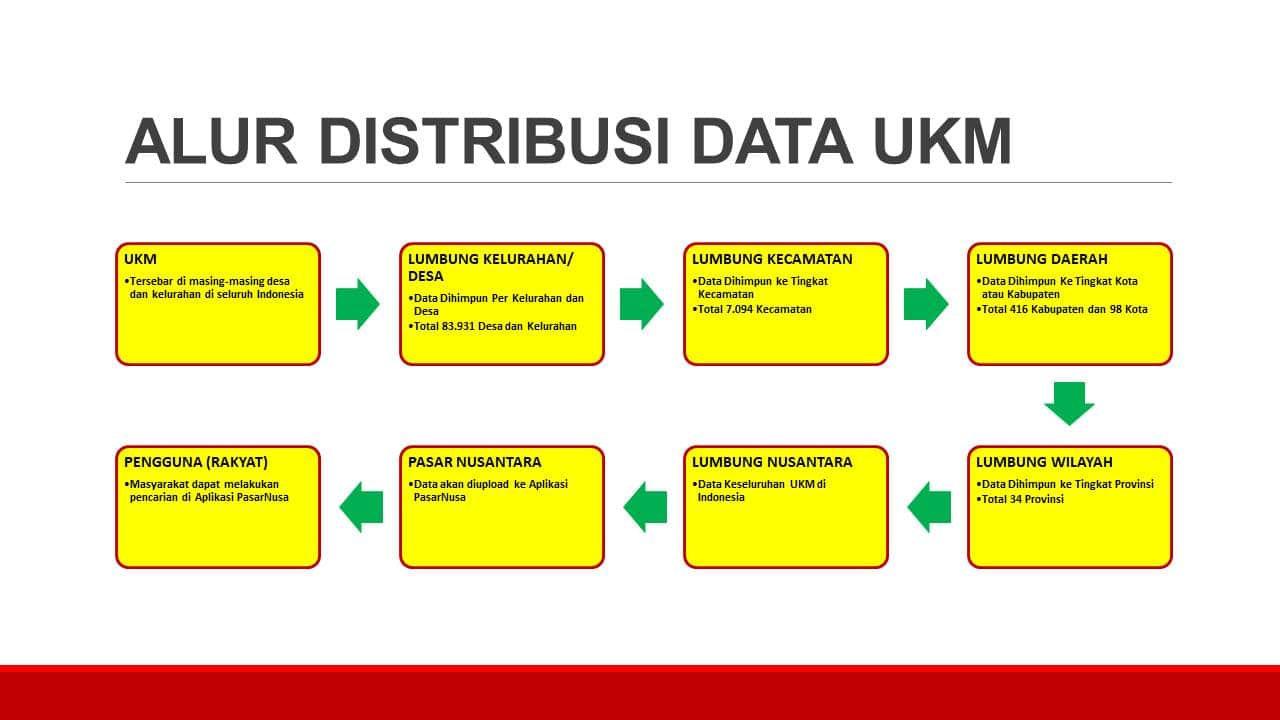 ALUR DISTRIBUSI DATA UKM
UKM
•Tersebar di masing-masing desa
dan kelurahan di seluruh Indonesia
LUMBUNG KELURAHAN/
DESA
•Data Dihimpun Per Kelurahan dan
Desa
•Total 83.931 Desa dan Kelurahan
LUMBUNG KECAMATAN
•Data Dihimpun ke Tingkat
Kecamatan
•Total 7.094 Kecamatan
LUMBUNG DAERAH
•Data Dihimpun Ke Tingkat Kota
atau Kabupaten
•Total 416 Kabupaten dan 98 Kota
LUMBUNG WILAYAH
•Data Dihimpun ke Tingkat Provinsi
•Total 34 Provinsi
LUMBUNG NUSANTARA
•Data Keseluruhan UKM di
Indonesia
PASAR NUSANTARA
•Data akan diupload ke Aplikasi
PasarNusa
PENGGUNA (RAKYAT)
•Masyarakat dapat melakukan
pencarian di Aplikasi PasarNusa